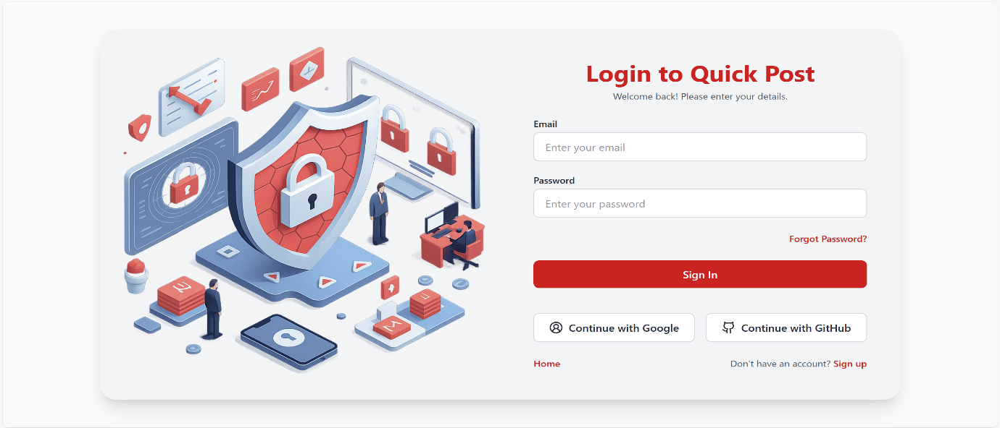 Login to Quick Post
Welcome back! Please enter your details.
Email
Enter your email
Password
Enter your password
Forgot Password?
Sign In
Continue with Google
Continue with GitHub
Home
Don't have an account? Sign up